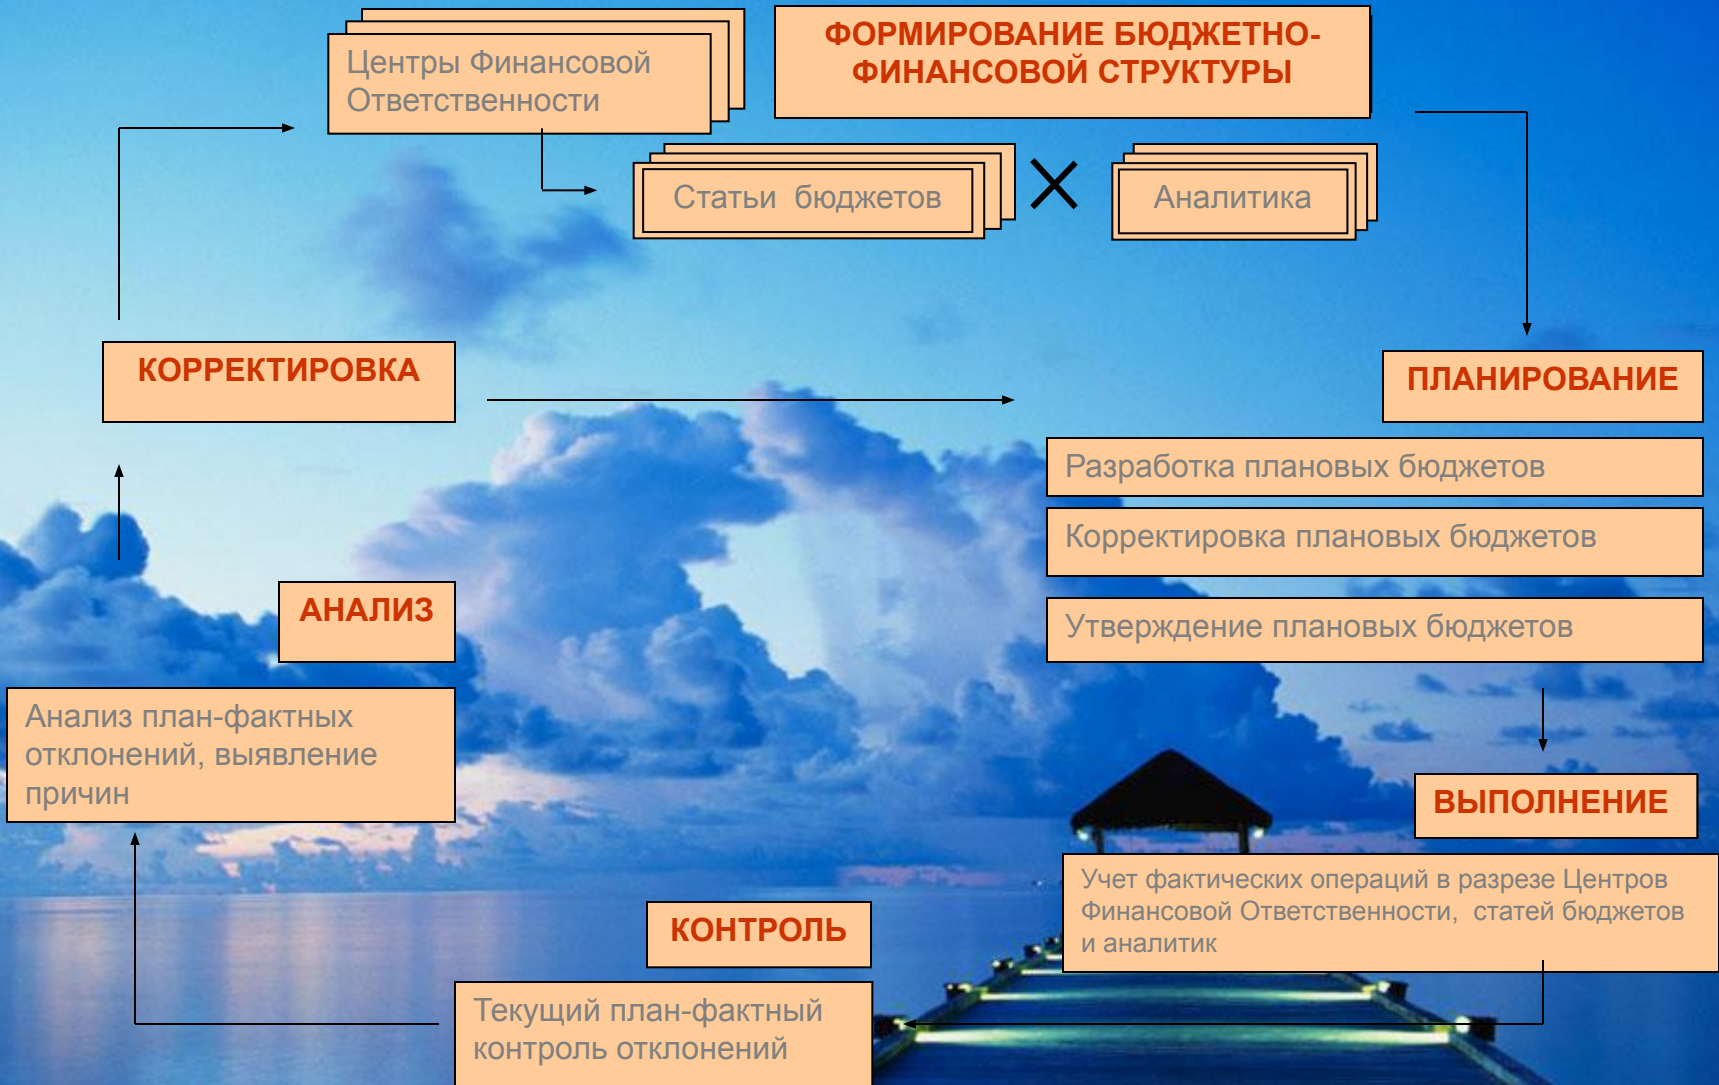 ФОРМИРОВАНИЕ БЮДЖЕТНО-
ФИНАНСОВОЙ СТРУКТУРЫ
Центры Финансовой
Ответственности
Статьи бюджетов
Аналитика
КОРРЕКТИРОВКА
ПЛАНИРОВАНИЕ
Разработка плановых бюджетов
Корректировка плановых бюджетов
Утверждение плановых бюджетов
АНАЛИЗ
Анализ план-фактных
отклонений, выявление
причин
ВЫПОЛНЕНИЕ
Учет фактических операций в разрезе Центров
Финансовой Ответственности, статей бюджетов
и аналитик
КОНТРОЛЬ
Текущий план-фактный
контроль отклонений